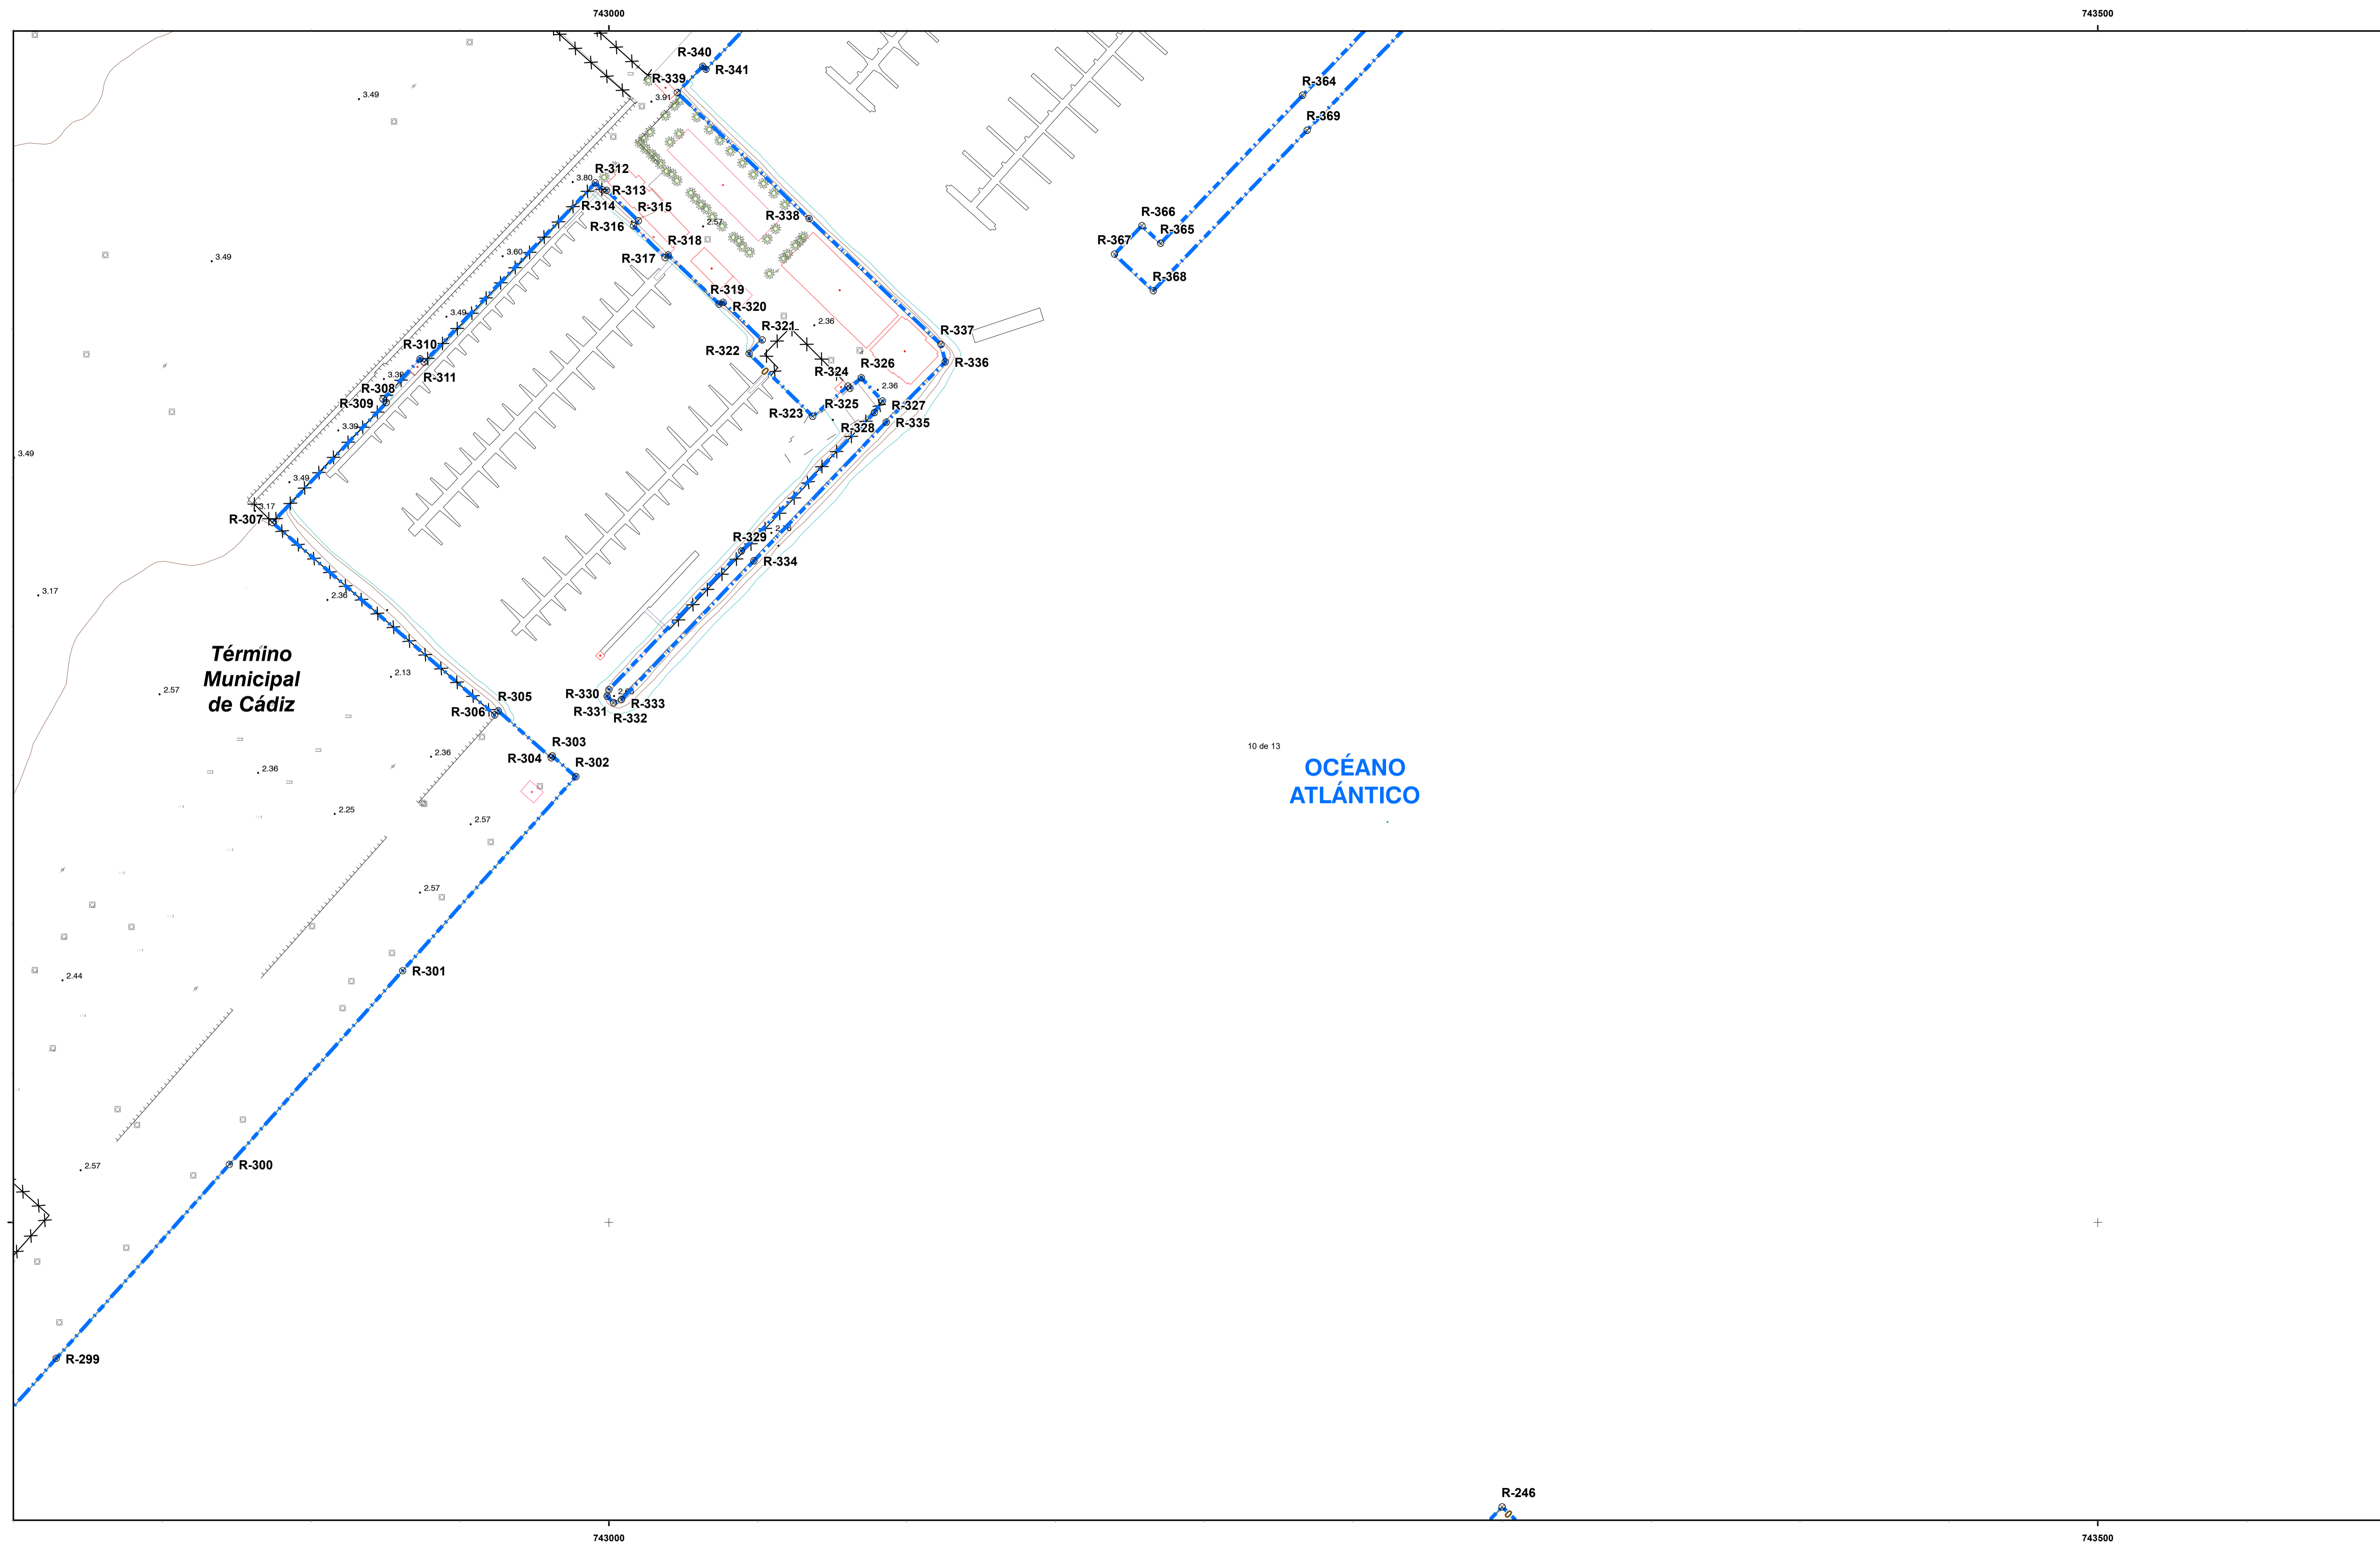 743000
743500
R-340
R-341
R-339
3.91
3.49
R-364
R-369
R-312
3.80
R-313
R-314
R-315
R-316
2.57
R-338
R-366
R-365
R-367
R-318
R-317
3.60
3.49
R-368
R-319
R-320
3.49
R-321
2.36
R-337
R-322
R-310
R-336
R-326
R-324
3.39
R-311
R-308
2.36
R-309
R-325
R-327
R-323
R-335
3.39
R-328
3.49
3.49
3.17
R-307
R-329
R-334
3.17
2.36
Término
Municipal
de Cádiz
2.13
2.57
R-330
R-333
R-305
R-306
R-331
R-332
R-303
10 de 13
2.36
R-304
R-302
OCÉANO
ATLÁNTICO
2.36
2.25
2.57
2.57
R-301
2.44
R-300
2.57
R-299
R-246
743000
743500